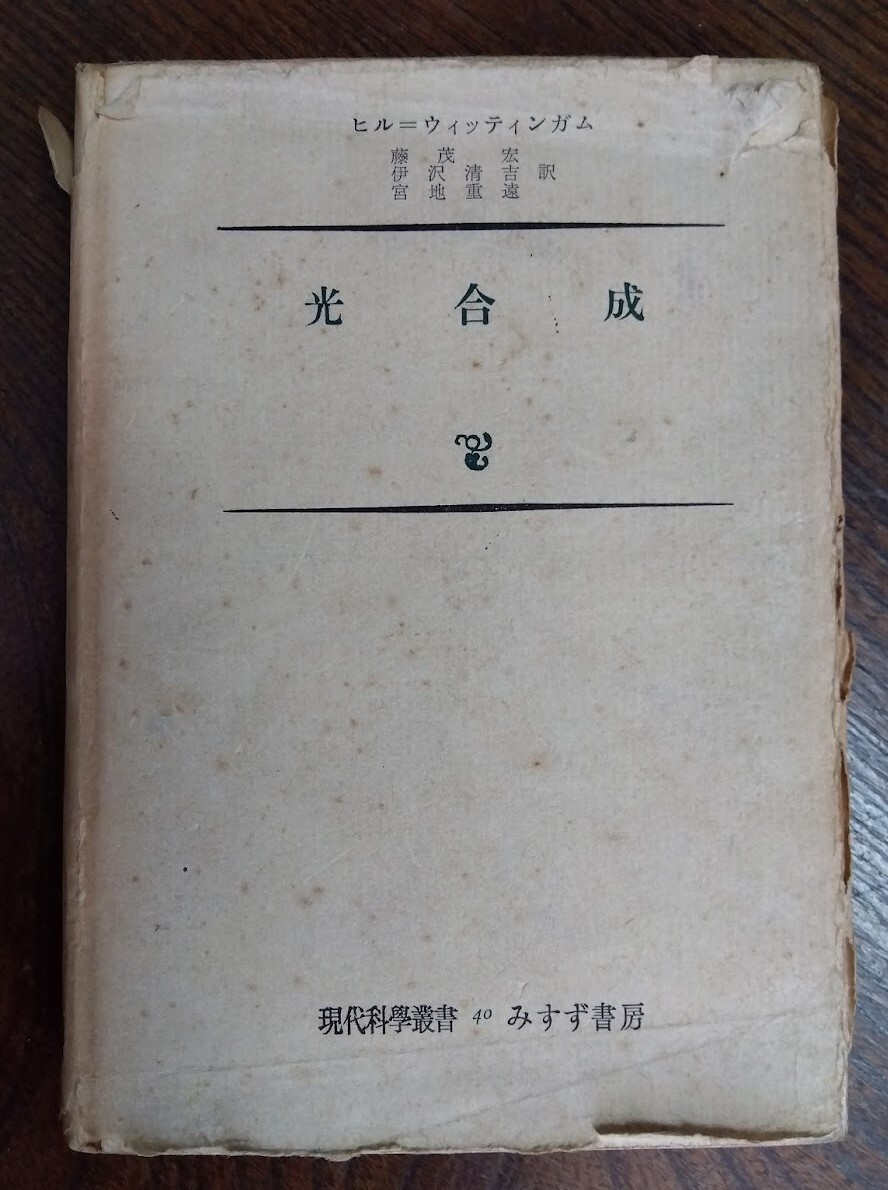 ヒル=ウィッティンガム
藤茂宏
伊沢清吉 訳
宮地重遠
光合成
現代科學叢書 40 みすず書房